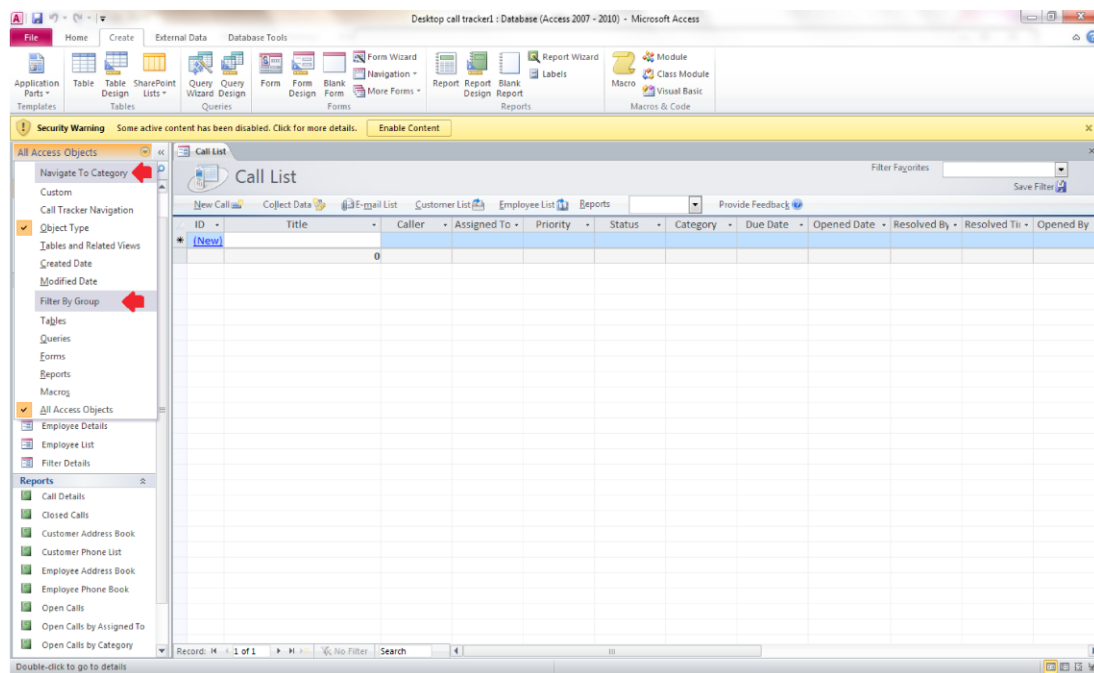 Desktop call tracker1 : Database (Access 2007 - 2010) - Microsoft Access
File Home Create External Data Database Tools
Application Parts Table Table Design SharePoint Lists Query Wizard Query Design Form Form Design Blank Form Form Wizard Navigation More Forms Report Report Design Blank Report Report Wizard Labels Macro Module Class Module Visual Basic
Templates Tables Queries Forms Reports Macros & Code
Security Warning Some active content has been disabled. Click for more details. Enable Content
All Access Objects
Call List
Navigate To Category
Custom
Call Tracker Navigation
Object Type
Tables and Related Views
Created Date
Modified Date
Filter By Group
Tables
Queries
Forms
Reports
Macros
All Access Objects
Employee Details
Employee List
Filter Details
Reports
Call Details
Closed Calls
Customer Address Book
Customer Phone List
Employee Address Book
Employee Phone Book
Open Calls
Open Calls by Assigned To
Open Calls by Category
Call List
Filter Favorites
Save Filter
New Call Collect Data E-mail List Customer List Employee List Reports Provide Feedback
ID Title Caller Assigned To Priority Status Category Due Date Opened Date Resolved By Resolved Ti Opened By
(New)
0
Record: 1 of 1 No Filter Search
Double-click to go to details